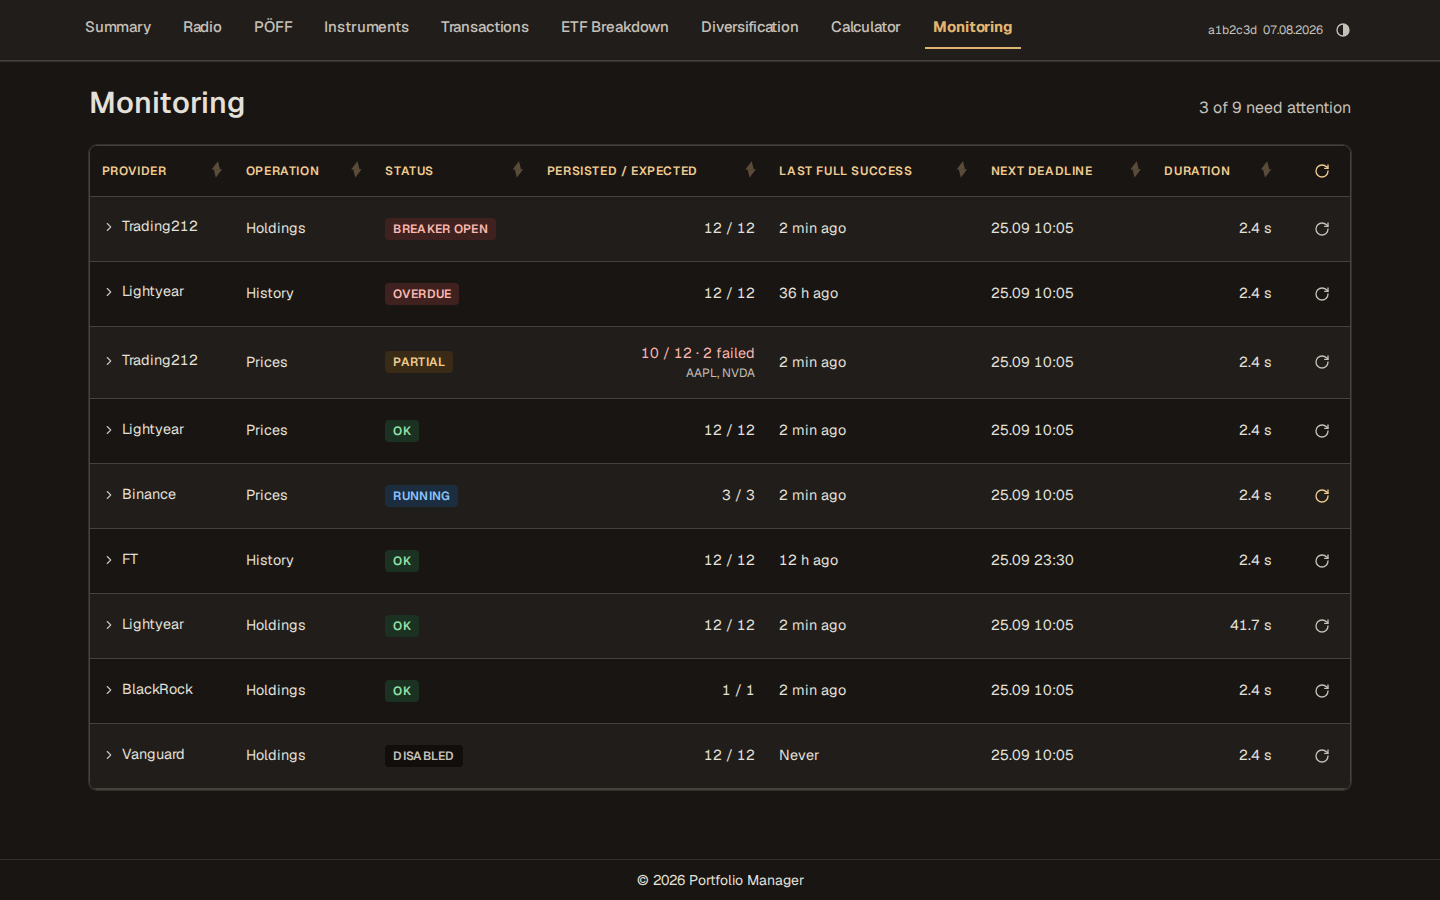 Summary Radio PÖFF Instruments Transactions ETF Breakdown Diversification Calculator Monitoring a1b2c3d 07.08.2026
Monitoring
3 of 9 need attention
PROVIDER OPERATION STATUS PERSISTED / EXPECTED LAST FULL SUCCESS NEXT DEADLINE DURATION
Trading212 Holdings BREAKER OPEN 12 / 12 2 min ago 25.09 10:05 2.4 s
Lightyear History OVERDUE 12 / 12 36 h ago 25.09 10:05 2.4 s
Trading212 Prices PARTIAL 10 / 12 · 2 failed 2 min ago 25.09 10:05 2.4 s
AAPL, NVDA
Lightyear Prices OK 12 / 12 2 min ago 25.09 10:05 2.4 s
Binance Prices RUNNING 3 / 3 2 min ago 25.09 10:05 2.4 s
FT History OK 12 / 12 12 h ago 25.09 23:30 2.4 s
Lightyear Holdings OK 12 / 12 2 min ago 25.09 10:05 41.7 s
BlackRock Holdings OK 1 / 1 2 min ago 25.09 10:05 2.4 s
Vanguard Holdings DISABLED 12 / 12 Never 25.09 10:05 2.4 s
© 2026 Portfolio Manager